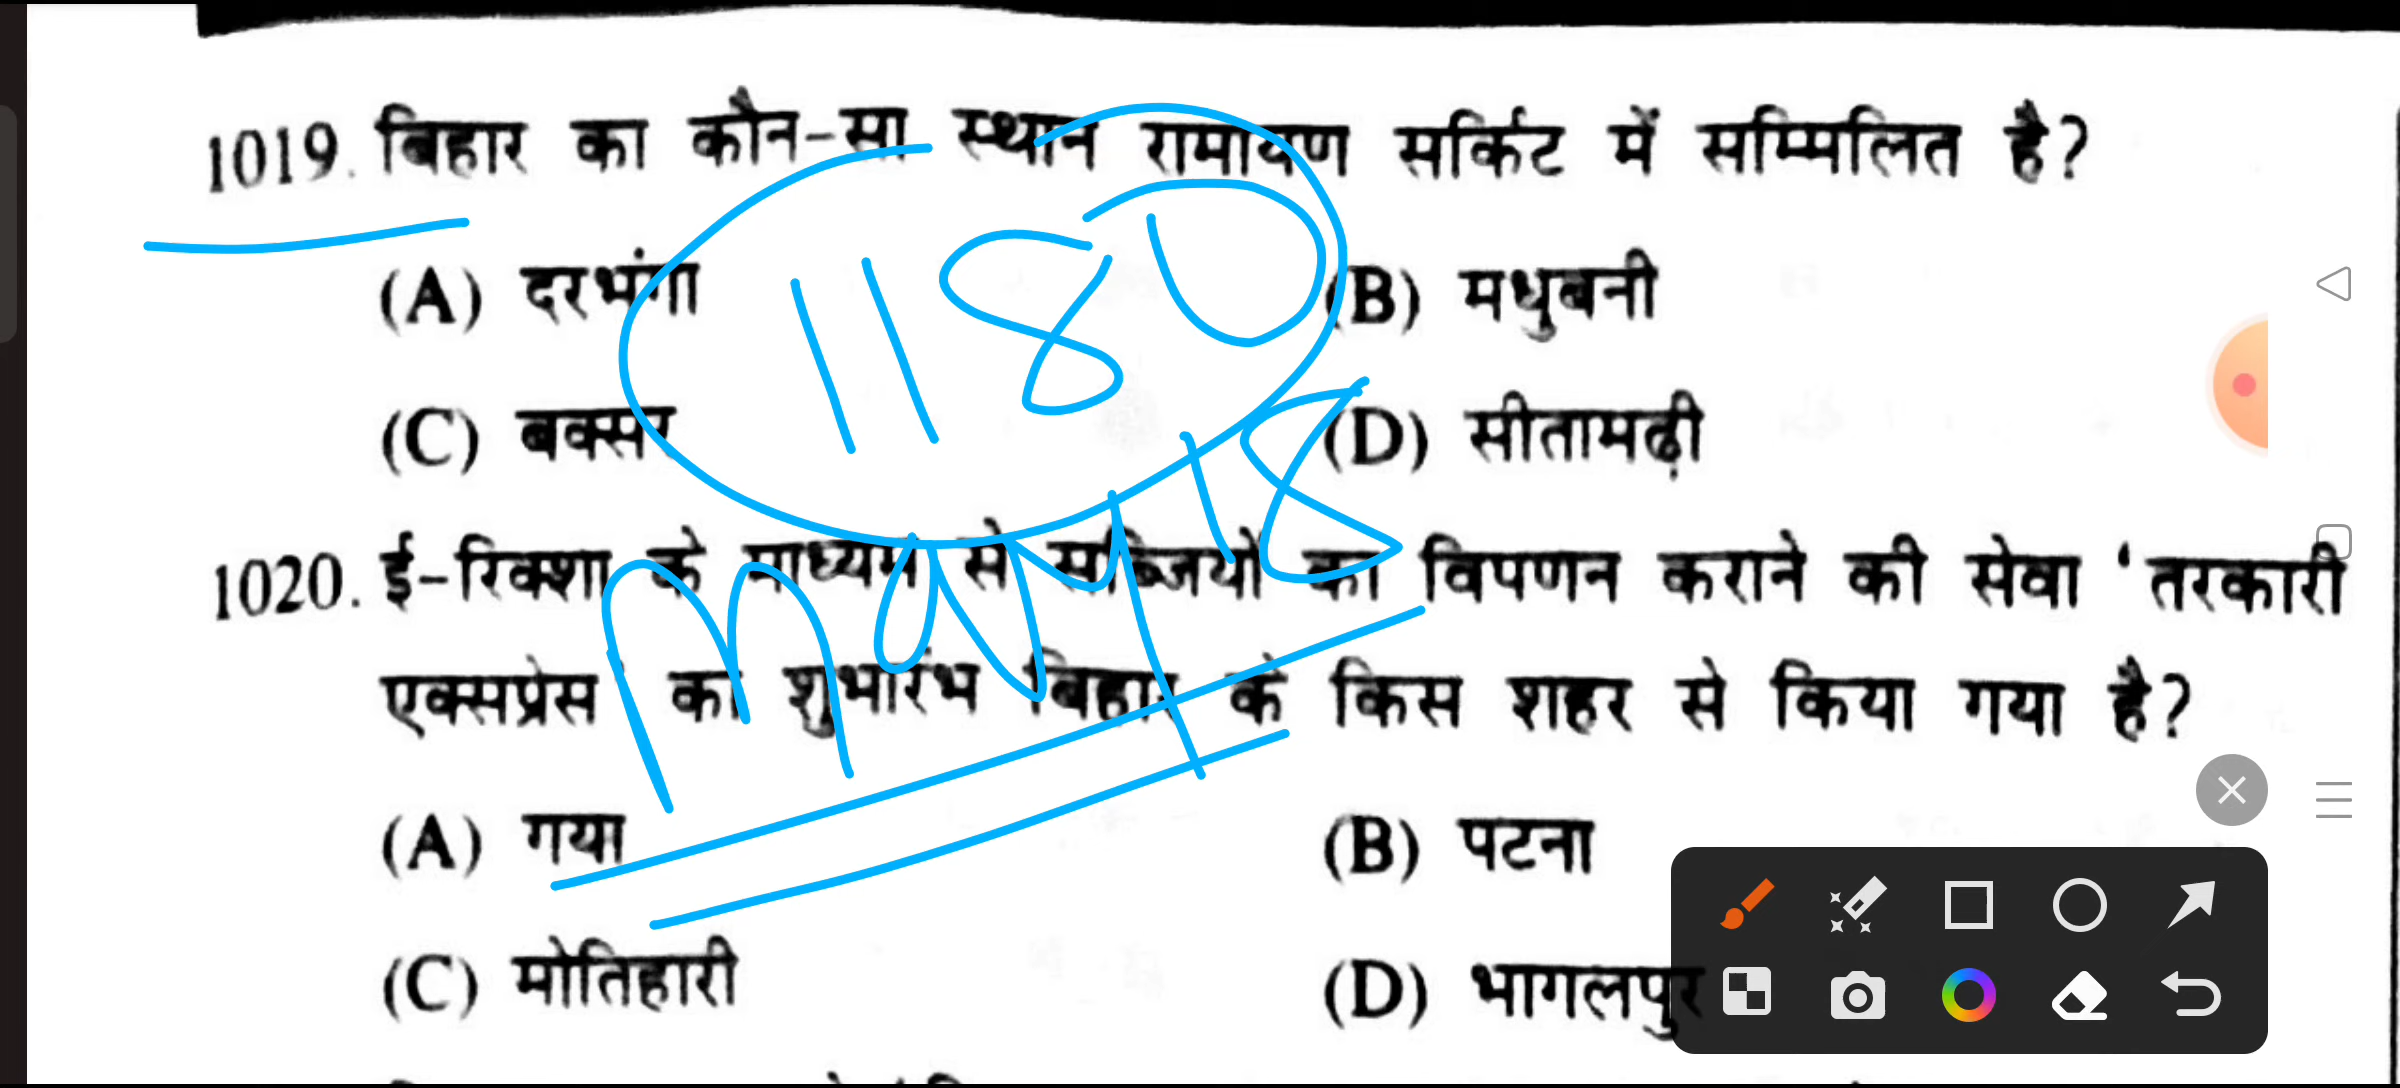 1019. बिहार का कौन-सा स्थान रामायण सर्किट में सम्मिलित है?
(A) दरभंगा (B) मधुबनी
(C) बक्सर (D) सीतामढ़ी
1180
1020. ई-रिक्शा के माध्यम से सब्जियों का विपणन कराने की सेवा ‘तरकारी
एक्सप्रेस’ का शुभारंभ बिहार के किस शहर से किया गया है?
18
(A) गया (B) पटना
(C) मोतिहारी (D) भागलपुर